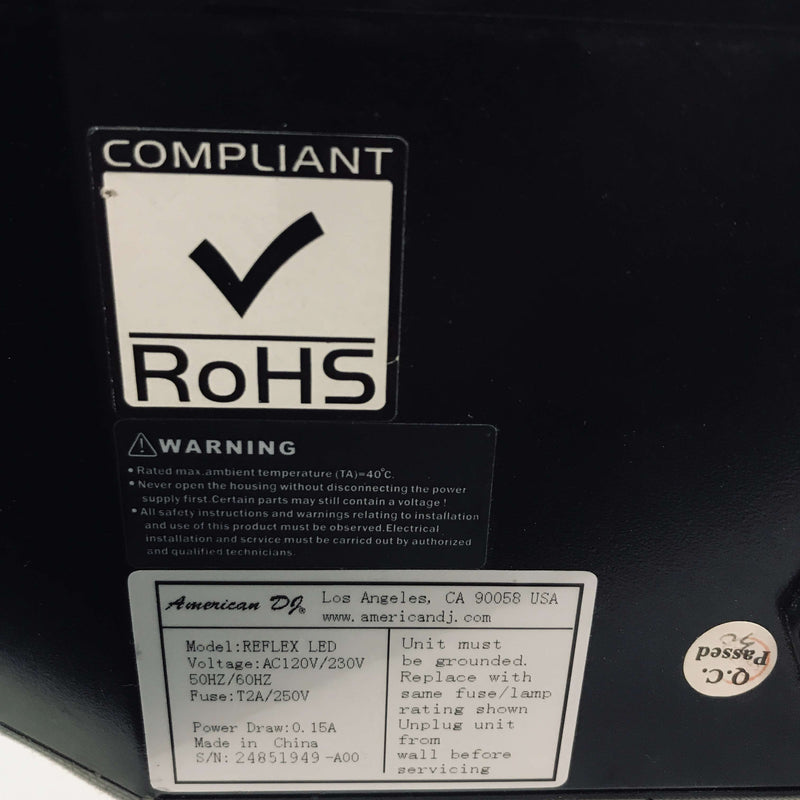 COMPLIANT
RoHS
WARNING
• Rated max.ambient temperature (TA)=40°C.
• Never open the housing without disconnecting the power
supply first.Certain parts may still contain a voltage !
• All safety instructions and warnings relating to installation
and use of this product must be observed.Electrical
installation and service must be carried out by authorized
and qualified technicians.
American DJ® Los Angeles, CA 90058 USA
www.americandj.com
Model:REFLEX LED
Voltage:AC120V/230V
50HZ/60HZ
Fuse:T2A/250V
Power Draw:0.15A
Made in China
S/N:24851949-A00
Unit must
be grounded.
Replace with
same fuse/lamp
rating shown
Unplug unit
from
wall before
servicing
Q.C.
Passed